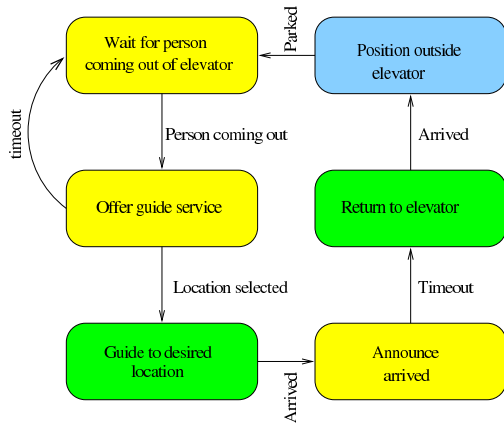 Wait for person
coming out of elevator
Parked
Position outside
elevator
timeout
Person coming out
Arrived
Offer guide service
Return to elevator
Location selected
Timeout
Guide to desired
location
Arrived
Announce
arrived